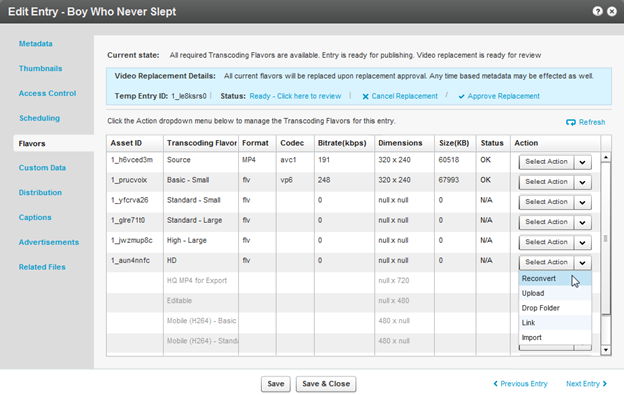 Edit Entry - Boy Who Never Slept
Metadata
Thumbnails
Access Control
Scheduling
Flavors
Custom Data
Distribution
Captions
Advertisements
Related Files
Current state: All required Transcoding Flavors are available. Entry is ready for publishing. Video replacement is ready for review
Video Replacement Details: All current flavors will be replaced upon replacement approval. Any time based metadata may be effected as well.
Temp Entry ID: 1_le8ksrs0 | Status: Ready - Click here to review | Cancel Replacement / Approve Replacement
Click the Action dropdown menu below to manage the Transcoding Flavors for this entry. Refresh
Asset ID Transcoding Flavor Format Codec Bitrate(kbps) Dimensions Size(KB) Status Action
1_h6vced3m Source MP4 avc1 191 320 x 240 60518 OK Select Action
1_prucvoix Basic - Small flv vp6 248 320 x 240 67993 OK Select Action
1_yfcrva26 Standard - Small flv 0 null x null 0 N/A Select Action
1_glre71t0 Standard - Large flv 0 null x null 0 N/A Select Action
1_jwzmup8c High - Large flv 0 null x null 0 N/A Select Action
1_aun4nnfc HD flv 0 null x null 0 N/A Select Action
HQ MP4 for Export null x 720
Editable null x 480
Mobile (H264) - Basic 480 x null
Mobile (H264) - Standa 480 x null
Reconvert
Upload
Drop Folder
Link
Import
Save Save & Close Previous Entry Next Entry